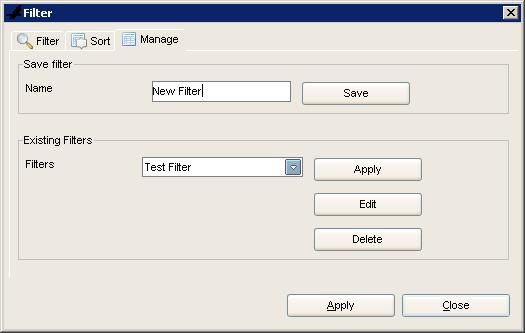 Filter
Filter Sort Manage
Save filter
Name New Filter Save
Existing Filters
Filters Test Filter Apply
Edit
Delete
Apply Close